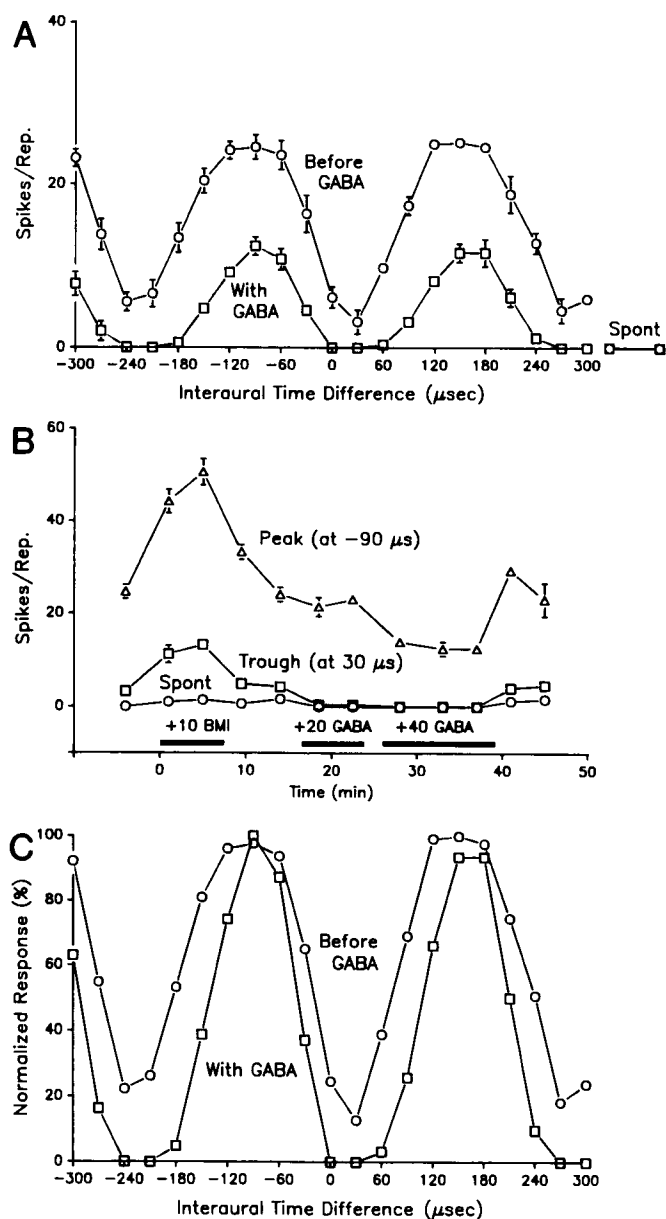 A
40
20
0
Spikes/Rep.
Before
GABA
With
GABA
Spont
-300 -240 -180 -120 -60 0 60 120 180 240 300
Interaural Time Difference (μsec)
B
60
40
20
0
Spikes/Rep.
Peak (at -90 μs)
Trough (at 30 μs)
Spont
+10 BMI +20 GABA +40 GABA
0 10 20 30 40 50
Time (min)
C
100
80
60
40
20
0
Normalized Response (%)
Before
GABA
With GABA
-300 -240 -180 -120 -60 0 60 120 180 240 300
Interaural Time Difference (μsec)